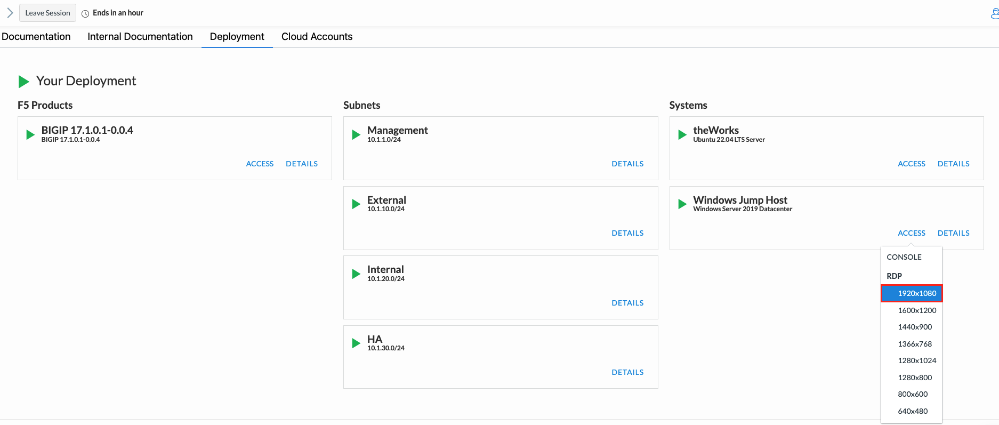 Leave Session
Ends in an hour
Documentation
Internal Documentation
Deployment
Cloud Accounts
Your Deployment
F5 Products
BIGIP 17.1.0.1-0.0.4
BIGIP 17.1.0.1-0.0.4
ACCESS DETAILS
Subnets
Management
10.1.1.0/24
DETAILS
External
10.1.10.0/24
DETAILS
Internal
10.1.20.0/24
DETAILS
HA
10.1.30.0/24
DETAILS
Systems
theWorks
Ubuntu 22.04 LTS Server
ACCESS DETAILS
Windows Jump Host
Windows Server 2019 Datacenter
ACCESS DETAILS
CONSOLE
RDP
1920x1080
1600x1200
1440x900
1366x768
1280x1024
1280x800
800x600
640x480